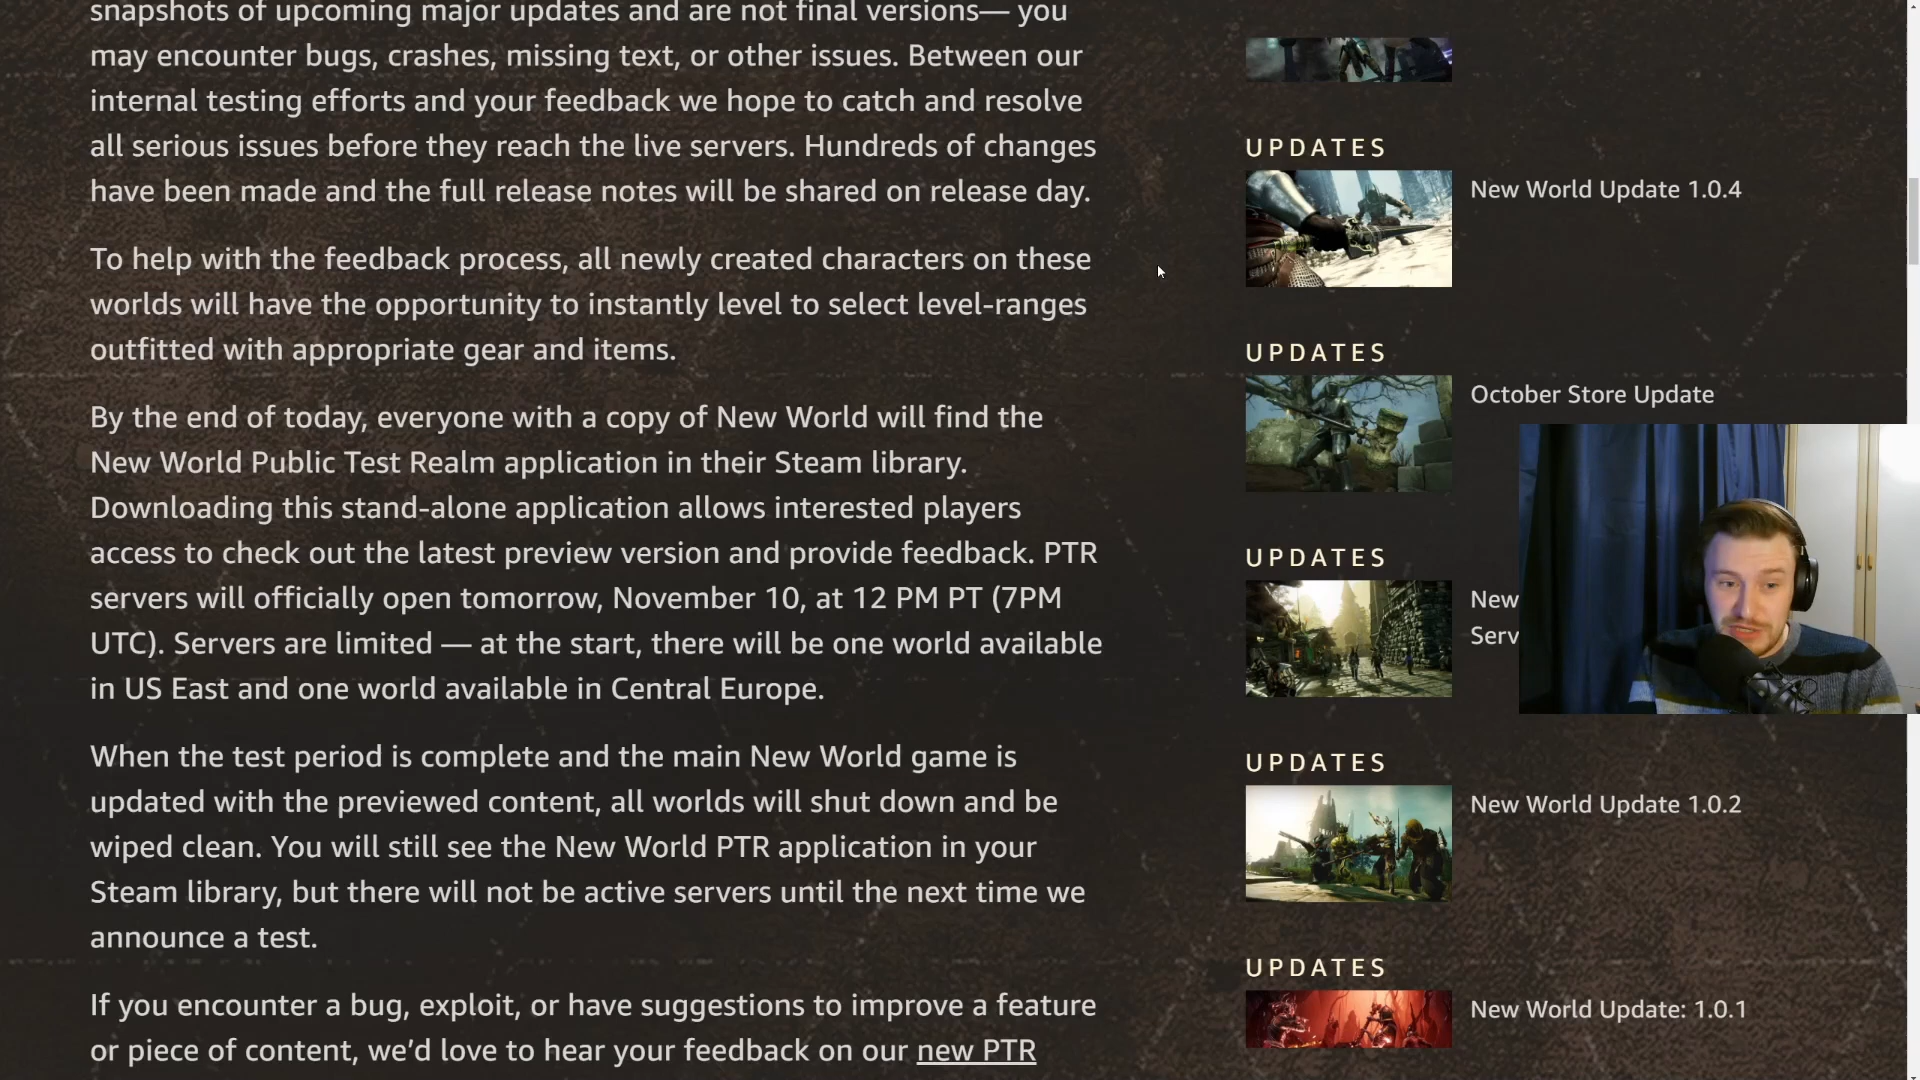 snapshots of upcoming major updates and are not final versions— you
may encounter bugs, crashes, missing text, or other issues. Between our
internal testing efforts and your feedback we hope to catch and resolve
all serious issues before they reach the live servers. Hundreds of changes
have been made and the full release notes will be shared on release day.
To help with the feedback process, all newly created characters on these
worlds will have the opportunity to instantly level to select level-ranges
outfitted with appropriate gear and items.
By the end of today, everyone with a copy of New World will find the
New World Public Test Realm application in their Steam library.
Downloading this stand-alone application allows interested players
access to check out the latest preview version and provide feedback. PTR
servers will officially open tomorrow, November 10, at 12 PM PT (7PM
UTC). Servers are limited — at the start, there will be one world available
in US East and one world available in Central Europe.
When the test period is complete and the main New World game is
updated with the previewed content, all worlds will shut down and be
wiped clean. You will still see the New World PTR application in your
Steam library, but there will not be active servers until the next time we
announce a test.
If you encounter a bug, exploit, or have suggestions to improve a feature
or piece of content, we’d love to hear your feedback on our new PTR
UPDATES
New World Update 1.0.4
UPDATES
October Store Update
UPDATES
New
Serv
UPDATES
New World Update 1.0.2
UPDATES
New World Update: 1.0.1